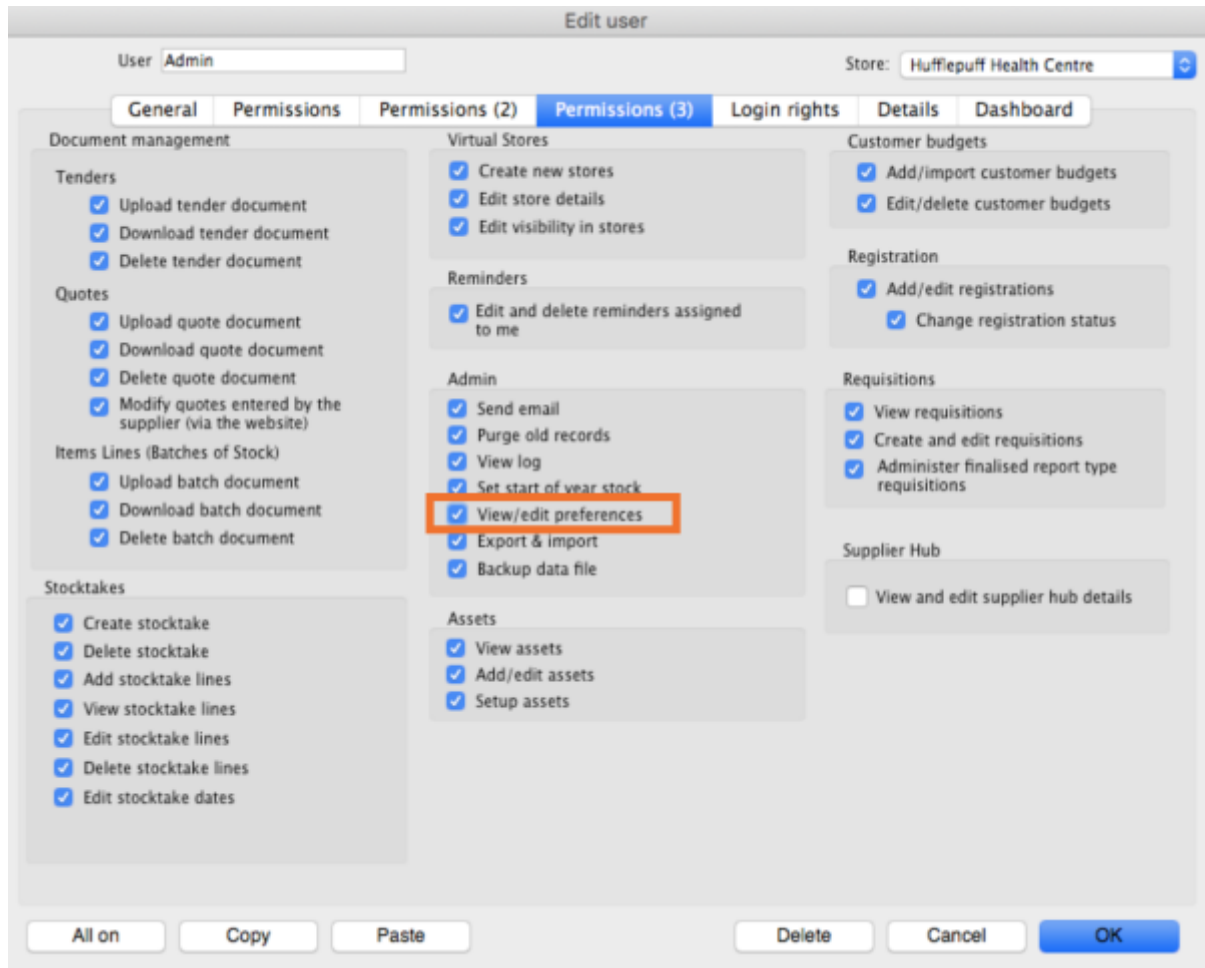 Edit user
User Admin
Store: Hufflepuff Health Centre
General Permissions Permissions (2) Permissions (3) Login rights Details Dashboard
Document management
Tenders
Upload tender document
Download tender document
Delete tender document
Quotes
Upload quote document
Download quote document
Delete quote document
Modify quotes entered by the
supplier (via the website)
Items Lines (Batches of Stock)
Upload batch document
Download batch document
Delete batch document
Stocktakes
Create stocktake
Delete stocktake
Add stocktake lines
View stocktake lines
Edit stocktake lines
Delete stocktake lines
Edit stocktake dates
Virtual Stores
Create new stores
Edit store details
Edit visibility in stores
Reminders
Edit and delete reminders assigned
to me
Admin
Send email
Purge old records
View log
Set start of year stock
View/edit preferences
Export & import
Backup data file
Assets
View assets
Add/edit assets
Setup assets
Customer budgets
Add/import customer budgets
Edit/delete customer budgets
Registration
Add/edit registrations
Change registration status
Requisitions
View requisitions
Create and edit requisitions
Administer finalised report type
requisitions
Supplier Hub
View and edit supplier hub details
All on Copy Paste Delete Cancel OK